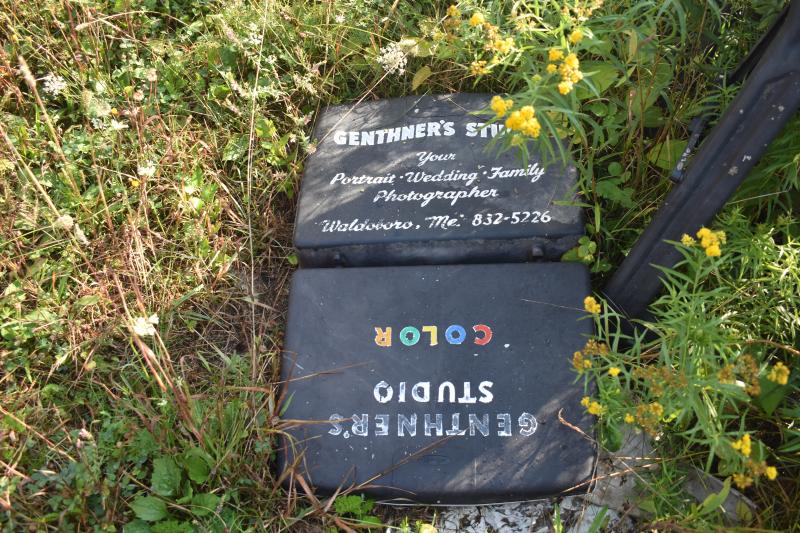 GENTHNER'S
Your
Portrait · Wedding · Family
Photographer
Waldoboro, Me. 832-5226
GENTHNER'S
STUDIO
COLOR